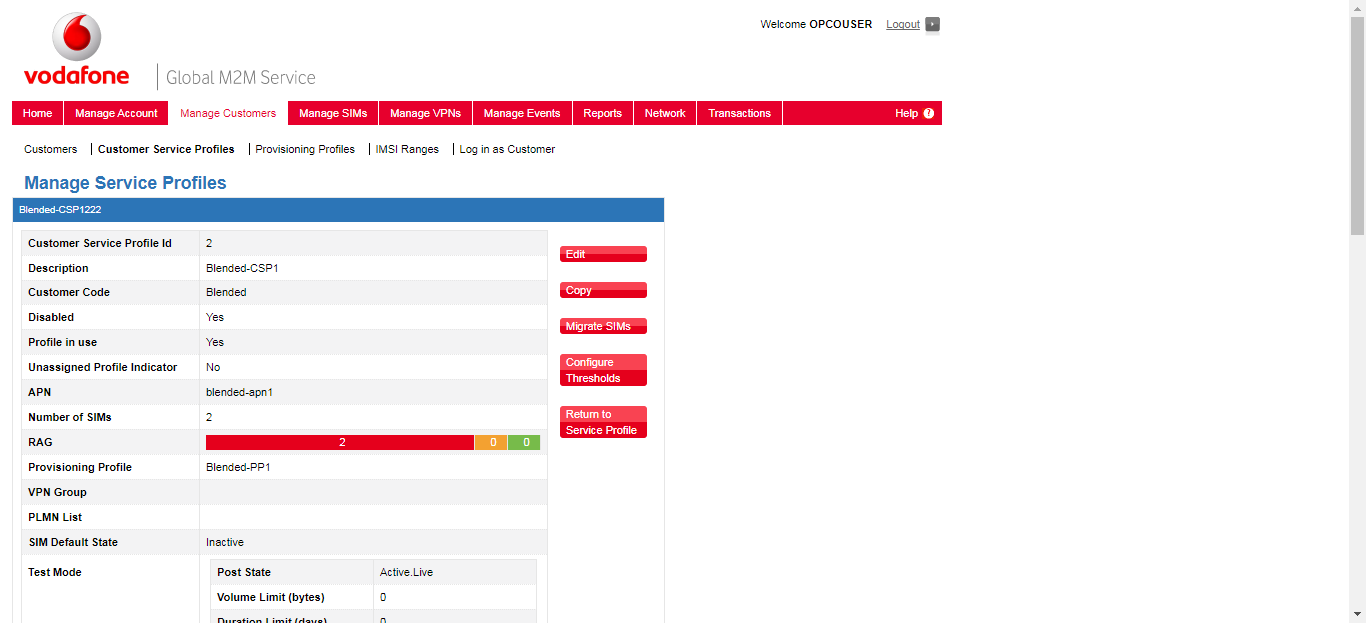 Welcome OPCOUSER Logout
vodafone
Global M2M Service
Home Manage Account Manage Customers Manage SIMs Manage VPNs Manage Events Reports Network Transactions Help ?
Customers Customer Service Profiles Provisioning Profiles IMSI Ranges Log in as Customer
Manage Service Profiles
Blended-CSP1222
Customer Service Profile Id 2
Edit
Description Blended-CSP1
Customer Code Blended
Copy
Disabled Yes
Migrate SIMs
Profile in use Yes
Unassigned Profile Indicator No
Configure
Thresholds
APN blended-apn1
Number of SIMs 2
Return to
Service Profile
RAG 2 0 0
Provisioning Profile Blended-PP1
VPN Group
PLMN List
SIM Default State Inactive
Test Mode Post State Active.Live
Volume Limit (bytes) 0
Duration Limit (days) 0